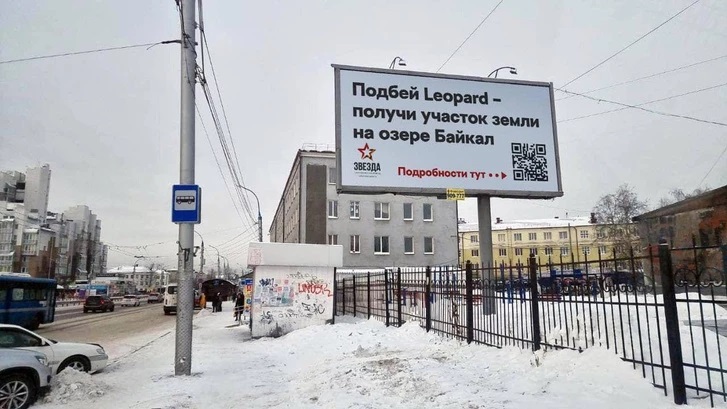 Подбей Leopard –
получи участок земли
на озере Байкал
ЗВЕЗДА
Подробности тут